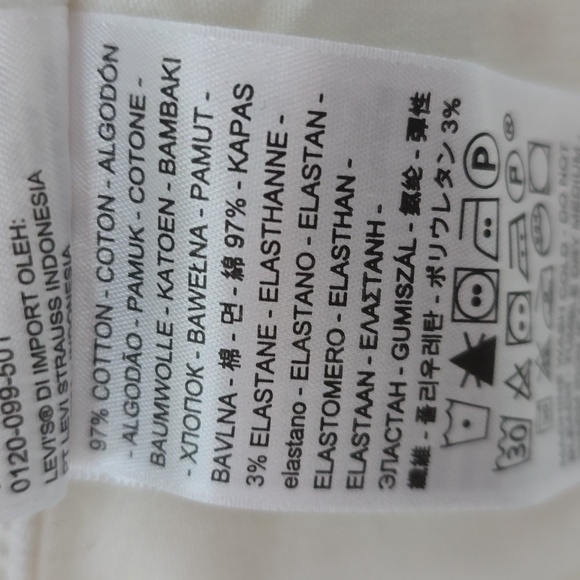 0120-099-501
LEVI'S® DI IMPORT OLEH:
PT LEVI STRAUSS INDONESIA
97% COTTON - COTON - ALGODÓN
- ALGODÃO - PAMUK - COTONE -
BAUMWOLLE - KATOEN - BAMBAKI
- ХЛОПОК - BAWEŁNA - PAMUT -
BAVLNA - 棉 - 면 - 綿 97% - KAPAS
3% ELASTANE - ELASTHANNE -
elastano - ELASTANO - ELASTAN -
ELASTOMERO - ELASTHAN -
ELASTAAN - ΕΛΑΣΤΑΝΗ -
ЭЛАСТАН - GUMISZÁL - 氨纶 - 彈性
纖維 - 폴리우레탄 - ポリウレタン 3%
P
30
P